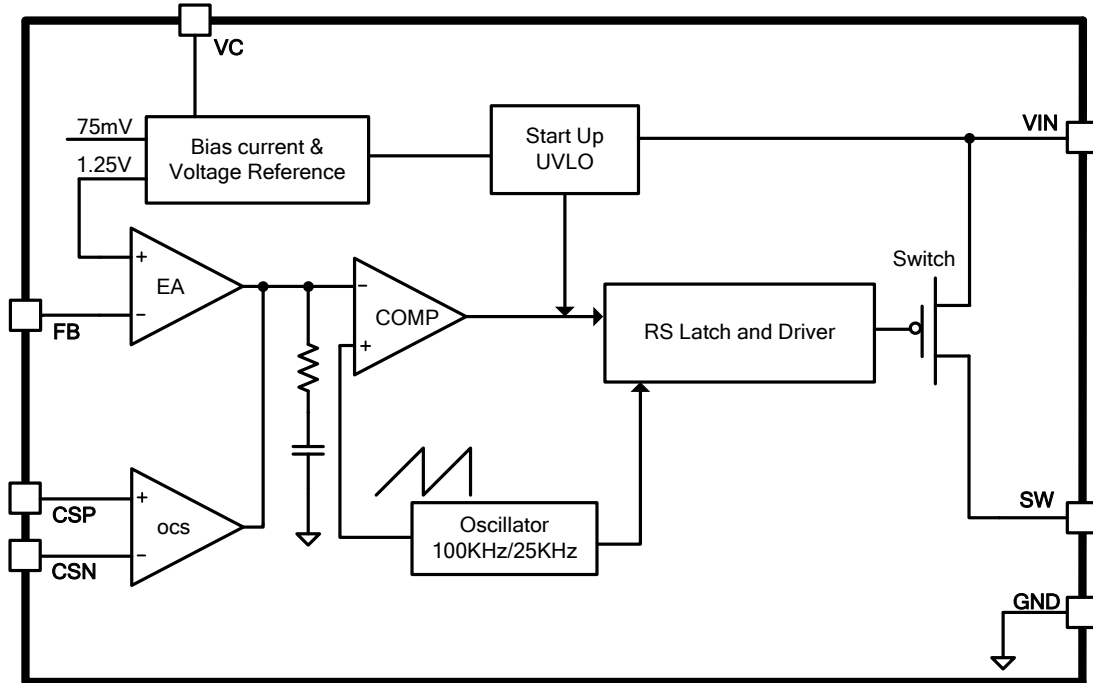 VC
75mV
1.25V
Bias current &
Voltage Reference
Start Up
UVLO
VIN
+
EA
−
FB
−
COMP
+
RS Latch and Driver
Switch
CSP
+
ocs
−
CSN
Oscillator
100KHz/25KHz
SW
GND